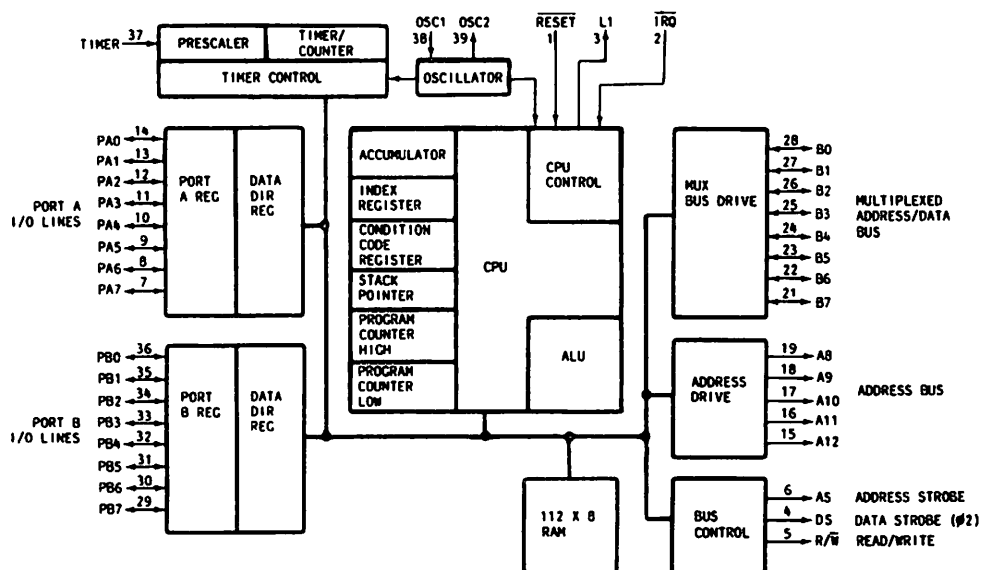 OSC1 OSC2 RESET L1 IRQ
38 39 1 3 2
TIMER 37
PRESCALER
TIMER/
COUNTER
TIMER CONTROL
OSCILLATOR
PORT A
I/O LINES
PA0 14
PA1 13
PA2 12
PA3 11
PA4 10
PA5 9
PA6 8
PA7 7
PORT
A REG
DATA
DIR
REG
ACCUMULATOR
INDEX
REGISTER
CONDITION
CODE
REGISTER
STACK
POINTER
PROGRAM
COUNTER
HIGH
PROGRAM
COUNTER
LOW
CPU
CPU
CONTROL
ALU
MUX
BUS DRIVE
28 B0
27 B1
26 B2
25 B3
24 B4
23 B5
22 B6
21 B7
MULTIPLEXED
ADDRESS/DATA
BUS
PORT B
I/O LINES
PB0 36
PB1 35
PB2 34
PB3 33
PB4 32
PB5 31
PB6 30
PB7 29
PORT
B REG
DATA
DIR
REG
ADDRESS
DRIVE
19 A8
18 A9
17 A10
16 A11
15 A12
ADDRESS BUS
112 X 8
RAM
BUS
CONTROL
6 AS ADDRESS STROBE
4 DS DATA STROBE (Ø2)
5 R/W̅ READ/WRITE